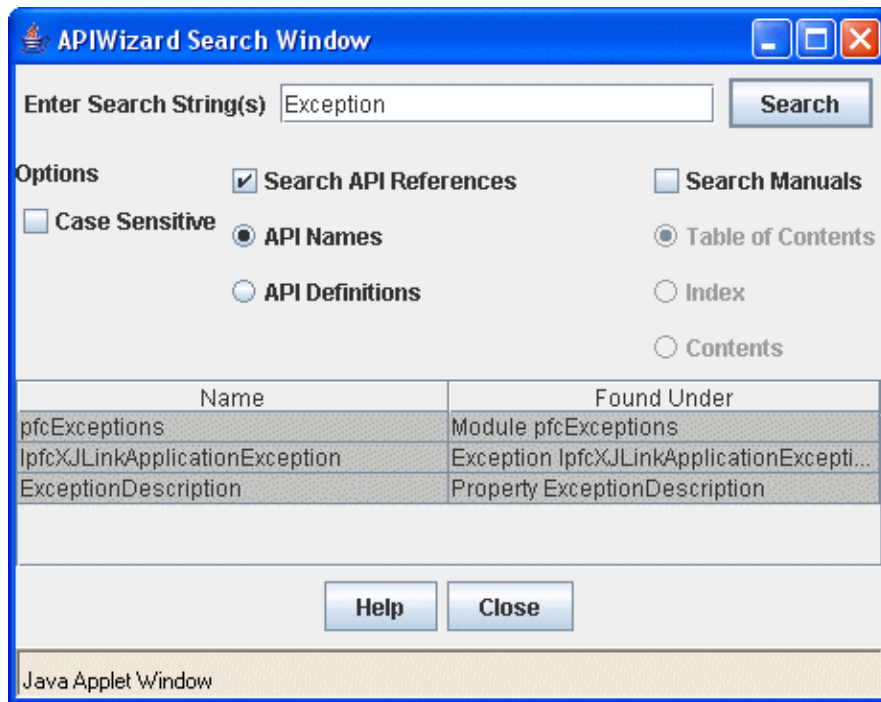 APIWizard Search Window
Enter Search String(s) Exception Search
Options Search API References Search Manuals
Case Sensitive API Names Table of Contents
API Definitions Index
Contents
Name Found Under
pfcExceptions Module pfcExceptions
IpfcXJLinkApplicationException Exception IpfcXJLinkApplicationExcepti...
ExceptionDescription Property ExceptionDescription
Help Close
Java Applet Window